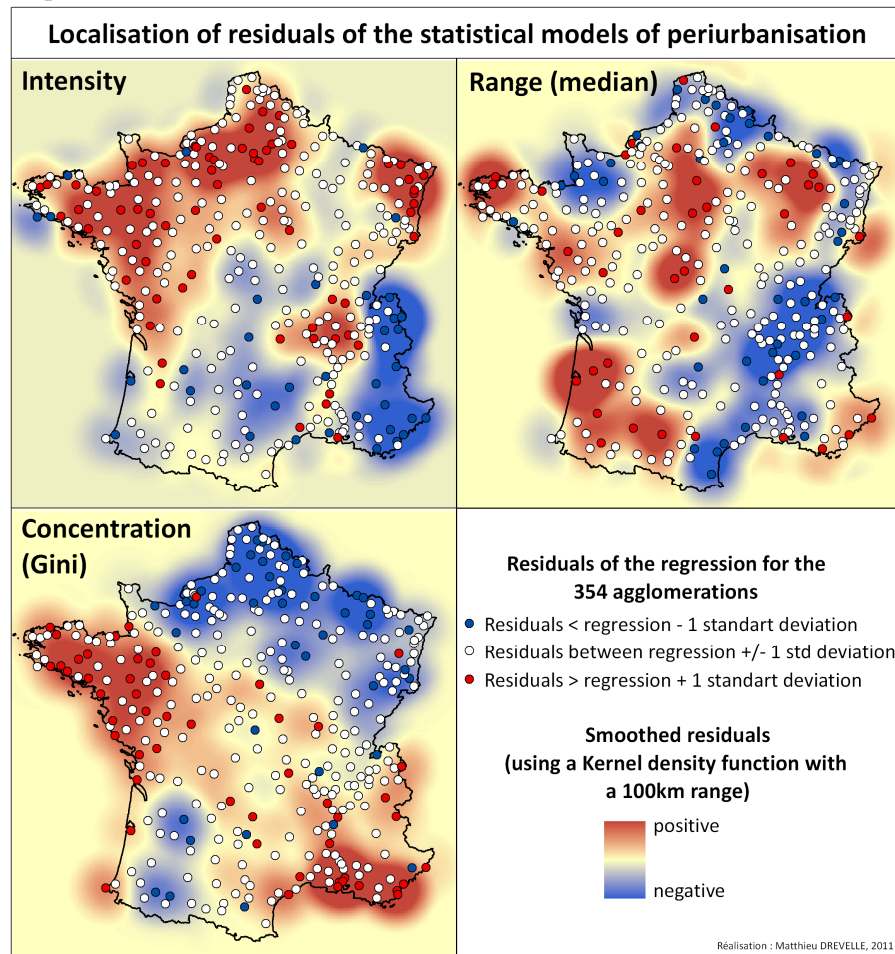 Localisation of residuals of the statistical models of periurbanisation
Intensity
Range (median)
Concentration
(Gini)
Residuals of the regression for the
354 agglomerations
Residuals < regression - 1 standart deviation
Residuals between regression +/- 1 std deviation
Residuals > regression + 1 standart deviation
Smoothed residuals
(using a Kernel density function with
a 100km range)
positive
negative
Réalisation : Matthieu DREVELLE, 2011